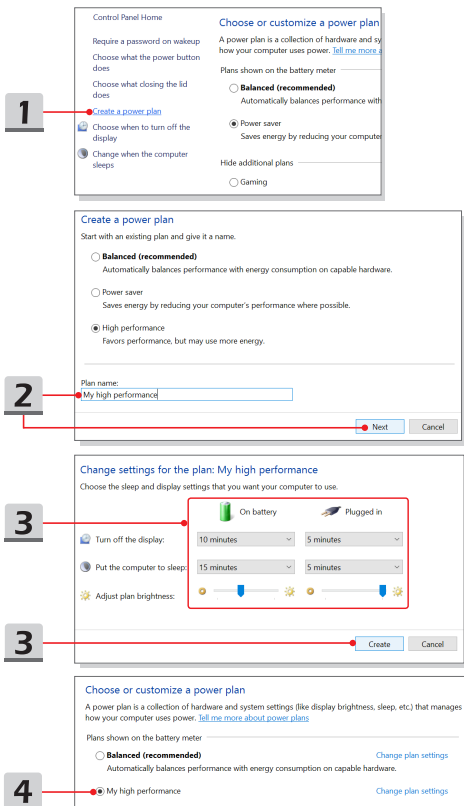 Control Panel Home
Require a password on wakeup
Choose what the power button
does
Choose what closing the lid
does
Create a power plan
Choose when to turn off the
display
Change when the computer
sleeps
Choose or customize a power plan
A power plan is a collection of hardware and sy
how your computer uses power. Tell me more a
Plans shown on the battery meter
Balanced (recommended)
Automatically balances performance with
Power saver
Saves energy by reducing your computer
Hide additional plans
Gaming
1
Create a power plan
Start with an existing plan and give it a name.
Balanced (recommended)
Automatically balances performance with energy consumption on capable hardware.
Power saver
Saves energy by reducing your computer's performance where possible.
High performance
Favors performance, but may use more energy.
Plan name:
2
My high performance
Next Cancel
Change settings for the plan: My high performance
Choose the sleep and display settings that you want your computer to use.
On battery Plugged in
3
Turn off the display: 10 minutes 5 minutes
Put the computer to sleep: 15 minutes 5 minutes
Adjust plan brightness:
3
Create Cancel
Choose or customize a power plan
A power plan is a collection of hardware and system settings (like display brightness, sleep, etc.) that manages
how your computer uses power. Tell me more about power plans
Plans shown on the battery meter
Balanced (recommended) Change plan settings
Automatically balances performance with energy consumption on capable hardware.
4
My high performance Change plan settings